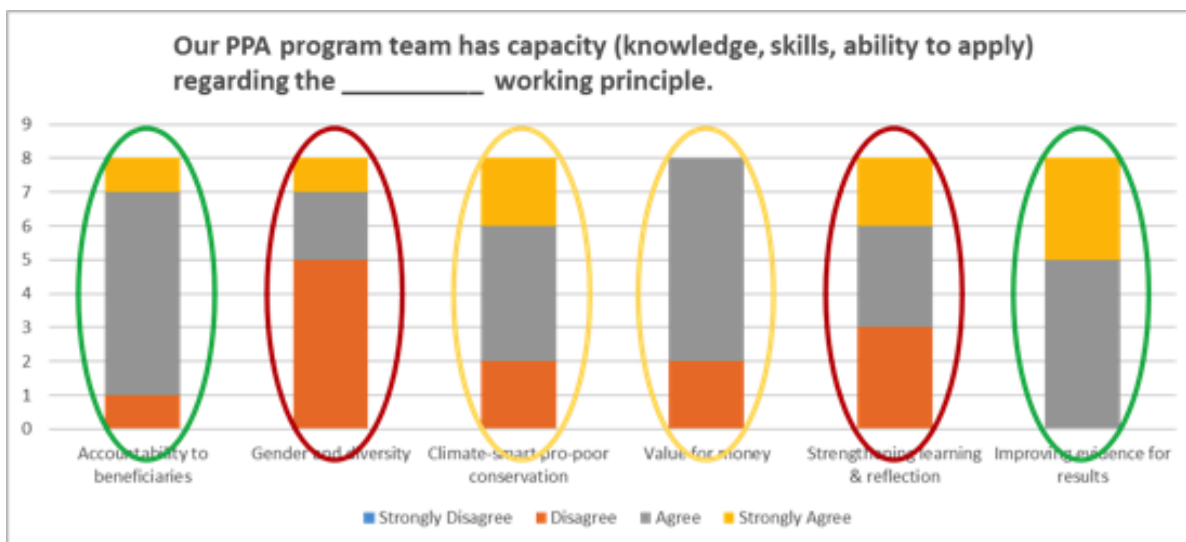 Our PPA program team has capacity (knowledge, skills, ability to apply)
regarding the __________ working principle.
9
8
7
6
5
4
3
2
1
0
Accountability to
beneficiaries
Gender and diversity
Climate-smart pro-poor
conservation
Value for money
Strengthening learning
& reflection
Improving evidence for
results
Strongly Disagree
Disagree
Agree
Strongly Agree